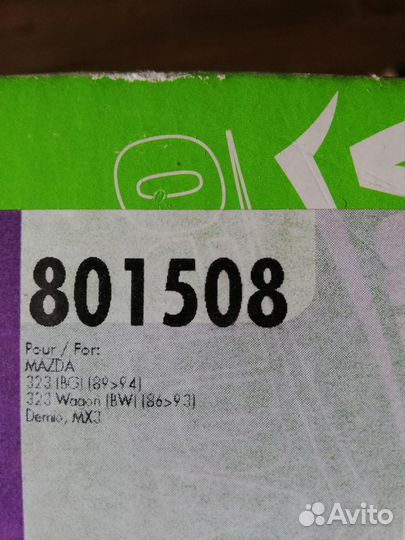 801508
Pour / For:
MAZDA
323 (BG) (89>94)
323 Wagon (BW) (86>93)
Demio, MX3
Avito